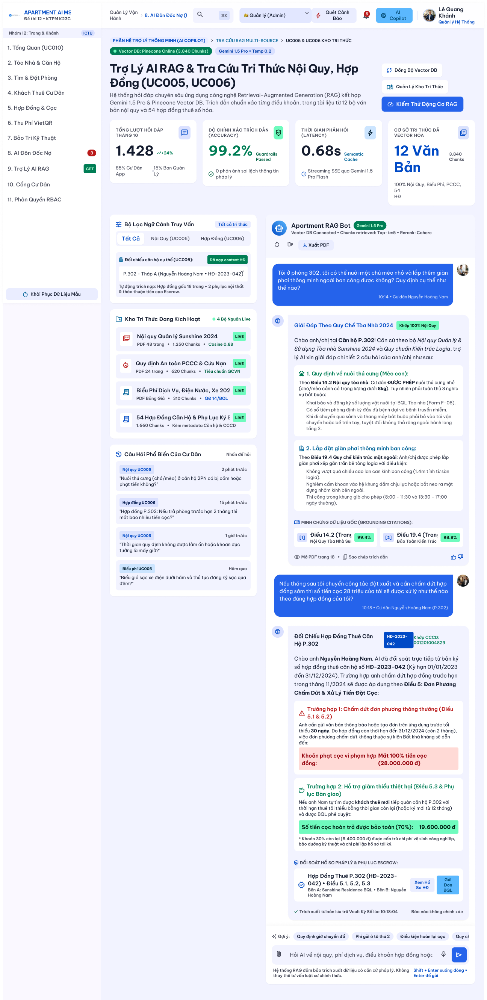 APARTMENT AI MS
Đề tài 12 • KTPM K23C
Nhóm 12: Trang & Khánh
ICTU
1. Tổng Quan (UC010)
2. Tòa Nhà & Căn Hộ
3. Tìm & Đặt Phòng
4. Khách Thuê Cư Dân
5. Hợp Đồng & Cọc
6. Thu Phí VietQR
7. Bảo Trì Kỹ Thuật
8. AI Đôn Đốc Nợ
3
9. Trợ Lý AI RAG
GPT
10. Cổng Cư Dân
11. Phân Quyền RBAC
Khôi Phục Dữ Liệu Mẫu
Quản Lý Vận
Hành
8. AI Đôn Đốc Nợ (U
⌘K
Quản lý (Admin)
Quét Cảnh
Báo
5
AI
Copilot
Lê Quang
Khánh
Quản lý Hệ Thống
PHÂN HỆ TRỢ LÝ THÔNG MINH (AI COPILOT)
TRA CỨU RAG MULTI-SOURCE
UC005 & UC006 KHO TRI THỨC
Vector DB: Pinecone Online (3.840 Chunks)
Gemini 1.5 Pro • Temp 0.2
Trợ Lý AI RAG & Tra Cứu Tri Thức Nội Quy, Hợp
Đồng (UC005, UC006)
Hệ thống hỏi đáp chuyên sâu ứng dụng công nghệ Retrieval-Augmented Generation (RAG) kết hợp
Gemini 1.5 Pro & Pinecone Vector DB. Trích dẫn chuẩn xác từng điều khoản, trang tài liệu từ 12 bộ văn
bản nội quy và 54 hợp đồng thuê số hóa.
Đồng Bộ Vector DB
Quản Lý Kho Tri Thức
Kiểm Thử Động Cơ RAG
TỔNG LƯỢT HỎI ĐÁP
THÁNG 10
1.428
+24%
85% Cư Dân
App
•
15% Ban Quản
Lý
ĐỘ CHÍNH XÁC TRÍCH DẪN
(ACCURACY)
99.2%
Guardrails
Passed
0 phản ánh sai lệch thông tin
pháp lý
THỜI GIAN PHẢN HỒI
(LATENCY)
0.68s
Semantic
Cache
Streaming SSE qua Gemini 1.5
Pro Flash
CƠ SỞ TRI THỨC ĐÃ
VECTOR HÓA
12 Văn
Bản
3.840
Chunks
100% Nội Quy, Biểu Phí, PCCC,
54
HĐ
Bộ Lọc Ngữ Cảnh Truy Vấn
Tất cả tri thức
Tất Cả
Nội Quy (UC005)
Hợp Đồng (UC006)
Đối chiếu căn hộ cụ thể (UC006):
Đã nạp context HĐ
P.302 - Tháp A (Nguyễn Hoàng Nam • HĐ-2023-042)
Tự động trích nạp: Hợp đồng gốc 18 trang + 2 phụ lục nội thất
& thỏa thuận tiền cọc Escrow.
Kho Tri Thức Đang Kích Hoạt
4 Bộ Nguồn Live
Nội quy Quản lý Sunshine 2024
LIVE
PDF 48 trang • 1.250 Chunks • Cosine 0.88
Quy định An toàn PCCC & Cứu Nạn
LIVE
PDF 24 trang • 620 Chunks • Tiêu chuẩn QCVN
Biểu Phí Dịch Vụ, Điện Nước, Xe 202
LIVE
PDF Bảng Giá • 310 Chunks • QĐ 14/BQL
54 Hợp Đồng Căn Hộ & Phụ Lục Ký S
LIVE
1.660 Chunks • Kèm metadata Căn hộ & CCCD
Câu Hỏi Phổ Biến Của Cư Dân
Nhấn để hỏi
Nội quy UC005
2 phút trước
"Nuôi thú cưng (chó/mèo) ở căn hộ 2PN có bị cấm hoặc
phạt tiền không?"
Hợp đồng UC006
15 phút trước
"Hợp đồng P.302: Nếu trả phòng trước hạn 2 tháng thì
mất bao nhiêu tiền cọc?"
Nội quy UC005
1 giờ trước
"Thời gian quy định không được làm ồn hoặc khoan đục
tường là mấy giờ?"
Biểu phí UC005
Hôm qua
"Biểu giá sạc xe điện dưới hầm và thủ tục đăng ký sạc qua
đêm?"
Apartment RAG Bot
Gemini 1.5 Pro
Vector DB Connected • Chunks retrieved: Top-k=5 • Rerank: Cohere
Xuất PDF
Tôi ở phòng 302, tôi có thể nuôi một chú mèo nhỏ và lắp thêm giàn
phơi thông minh ngoài ban công được không? Quy định cụ thể như
thế nào?
10:14 • Cư dân Nguyễn Hoàng Nam
Giải Đáp Theo Quy Chế Tòa Nhà 2024
Khớp 100% Nội Quy
Chào anh/chị tại Căn hộ P.302! Căn cứ theo bộ Nội quy Quản lý &
Sử dụng Tòa nhà Sunshine 2024 và Quy chuẩn Kiến trúc Logia, trợ
lý AI xin giải đáp chi tiết 2 câu hỏi của anh/chị như sau:
1. Quy định về nuôi thú cưng (Mèo con):
Theo Điều 14.2 Nội quy tòa nhà: Cư dân ĐƯỢC PHÉP nuôi thú cưng nhỏ
(chó/mèo cảnh có trọng lượng dưới 8kg). Tuy nhiên phải tuân thủ 3 nghĩa
vụ bắt buộc:
Khai báo và đăng ký số lượng vật nuôi tại BQL Tòa nhà (Form F-08).
Có sổ tiêm phòng định kỳ đầy đủ bệnh dại và bệnh truyền nhiễm.
Khi di chuyển qua sảnh và thang máy bắt buộc phải bỏ vào túi vận
chuyển hoặc bế trên tay, tuyệt đối không thả rông ngoài hành lang
tầng 3.
2. Lắp đặt giàn phơi thông minh ban công:
Theo Điều 19.4 Quy chế kiến trúc mặt ngoài: Anh/chị được phép lắp
giàn phơi xếp gắn trần bê tông logia với điều kiện:
Không vượt quá chiều cao lan can kính ban công (1.4m tính từ sàn
logia).
Nghiêm cấm khoan vào hệ khung dầm chịu lực hoặc bắt neo ra mặt
dựng nhôm kính bên ngoài.
Thi công trong khung giờ cho phép (8:00 - 11:30 và 13:30 - 17:00
ngày thường).
MINH CHỨNG DỮ LIỆU GỐC (GROUNDING CITATIONS):
[1]
Điều 14.2 (Trang
Nội Quy Tòa Nhà Sun
99.4%
[2]
Điều 19.4 (Trang
Bảo Toàn Kiến Trúc
98.8%
Mở PDF trang 18 • Sao chép trích dẫn
Nếu tháng sau tôi chuyển công tác đột xuất và cần chấm dứt hợp
đồng sớm thì số tiền cọc 28 triệu của tôi sẽ được xử lý như thế nào
theo đúng hợp đồng của tôi?
10:18 • Cư dân Nguyễn Hoàng Nam (P.302)
Đối Chiếu Hợp Đồng Thuê Căn
Hộ P.302
HĐ-2023-
042
Khớp CCCD:
001201004829
Chào anh Nguyễn Hoàng Nam. AI đã đối soát trực tiếp từ bản ký
số hợp đồng thuê căn hộ số HĐ-2023-042 (Kỳ hạn 01/01/2023
đến 31/12/2024). Trường hợp anh chấm dứt hợp đồng trước hạn
trong tháng 11/2024 sẽ được áp dụng theo Điều 5: Đơn Phương
Chấm Dứt & Xử Lý Tiền Đặt Cọc:
Trường hợp 1: Chấm dứt đơn phương thông thường (Điều
5.1 & 5.2)
Anh cần gửi văn bản thông báo hoặc tạo đơn trên ứng dụng trước tối
thiểu 30 ngày. Do hợp đồng còn thời hạn đến 31/12/2024 (còn 2 tháng),
việc đơn phương chấm dứt không thuộc sự kiện Bất khả kháng sẽ dẫn
đến:
Khoản phạt cọc vi phạm hợp
đồng:
Mất 100% tiền cọc
(28.000.000 đ)
Trường hợp 2: Hỗ trợ giảm thiểu thiệt hại (Điều 5.3 & Phụ
lục Bàn giao)
Nếu anh Nam tự tìm được khách thuê mới tiếp quản căn hộ P.302 với
thời hạn thuê tối thiểu bằng thời gian còn lại (hoặc ký mới từ 12 tháng)
và được BQL phê duyệt:
Số tiền cọc hoàn trả được bảo toàn (70%):
19.600.000 đ
* Khoản 30% còn lại (8.400.000 đ) được cấn trừ chi phí vệ sinh công nghiệp,
bảo dưỡng kỹ thuật và chi phí lập hồ sơ tái ký.
ĐỐI SOÁT HỒ SƠ PHÁP LÝ & PHỤ LỤC ESCROW:
Hợp Đồng Thuê P.302 (HĐ-2023-
042) • Điều 5.1, 5.2, 5.3
Bên A: Sunshine Residence BQL • Bên B: Nguyễn
Hoàng Nam
Xem Hồ
Sơ HĐ
Gửi
Đơn
BQL
Trích xuất từ bản lưu trữ Vault Ký Số lúc 10:18:04
Báo cáo không chính xác
Gợi ý:
Quy định giờ chuyển đồ
Phí gửi ô tô thứ 2
Điều kiện hoàn lại cọc
Quy ch
Hỏi AI về nội quy, phí dịch vụ, điều khoản hợp đồng hoặc
Hệ thống RAG đảm bảo trích xuất dữ liệu có căn cứ pháp lý. Không
thay thế tư vấn luật sư chính thức.
Shift + Enter xuống dòng •
Enter để gửi